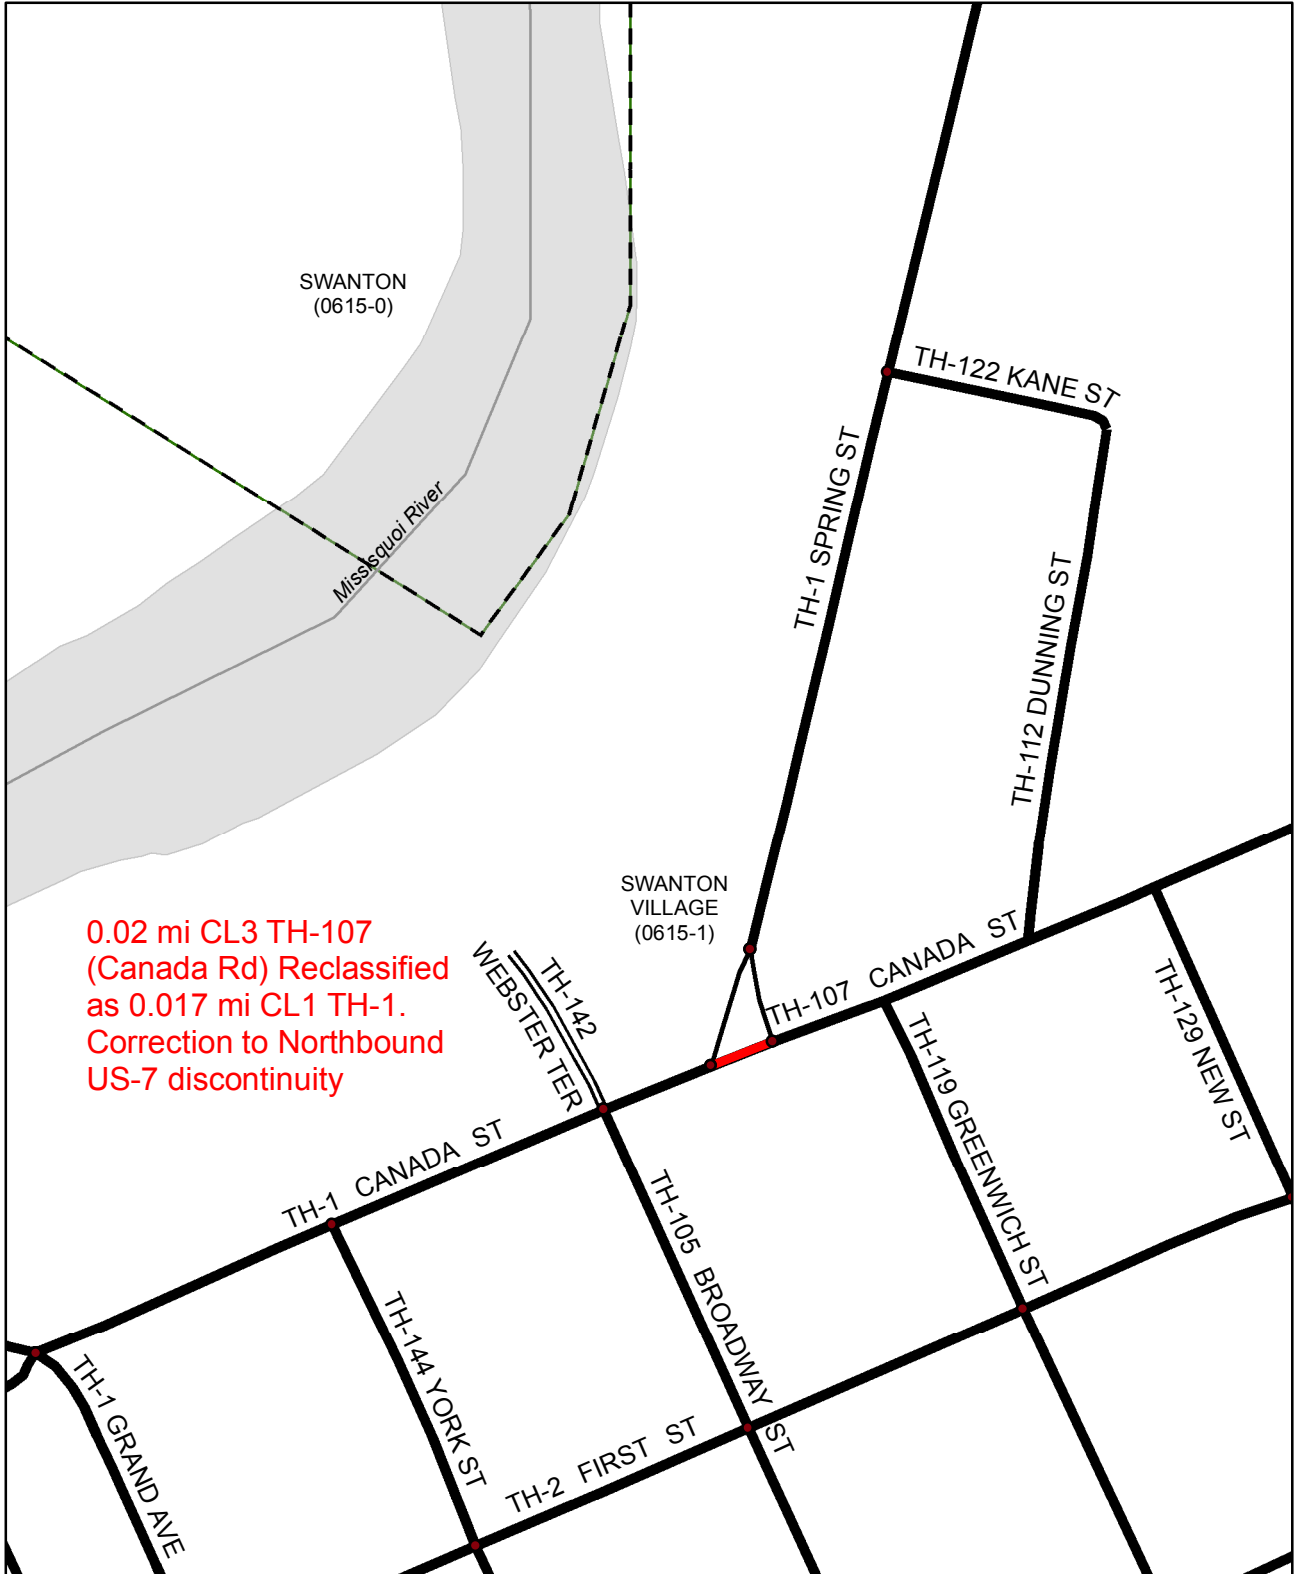 SWANTON
(0615-0)
TH-122 KANE ST
TH-1 SPRING ST
Missisquoi River
TH-112 DUNNING ST
SWANTON
VILLAGE
(0615-1)
0.02 mi CL3 TH-107
(Canada Rd) Reclassified
as 0.017 mi CL1 TH-1.
Correction to Northbound
US-7 discontinuity
TH-142
WEBSTER TER
TH-107 CANADA ST
TH-129 NEW ST
TH-119 GREENWICH ST
TH-1 CANADA ST
TH-105 BROADWAY ST
TH-144 YORK ST
TH-1 GRAND AVE
TH-2 FIRST ST